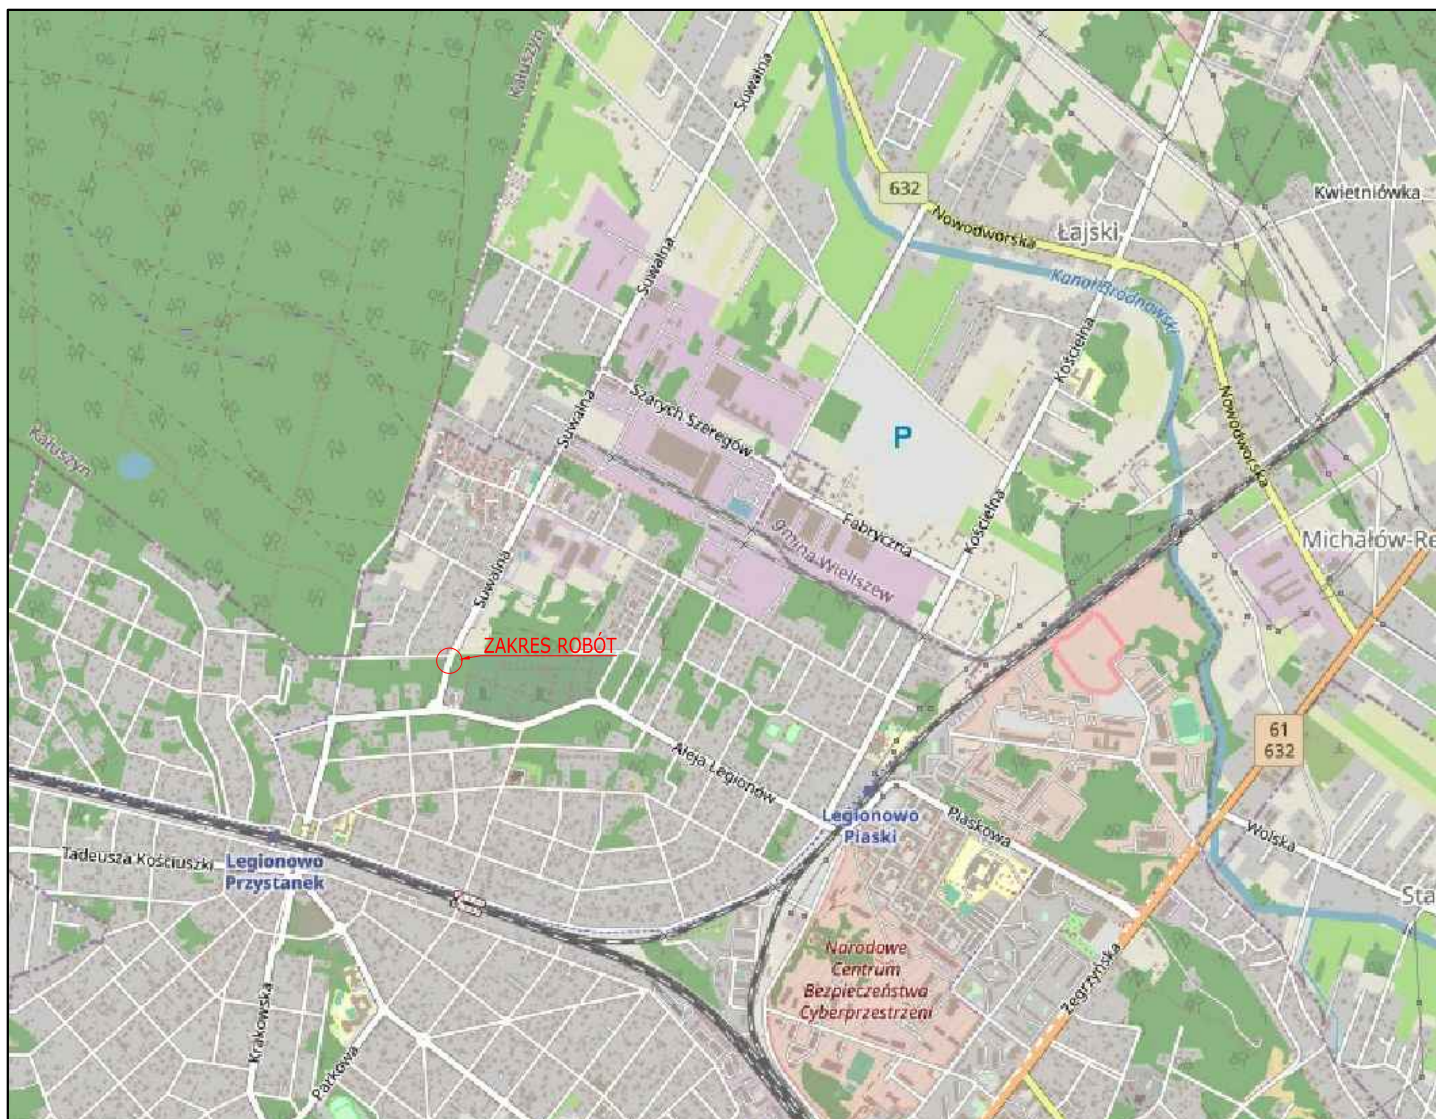 Kałuszyn
Suwalna
632
Nowodworska
Łajski
Kwietniówka
Kanał Bródnowski
Suwalna
Kościelna
Szarych Szeregów
Suwalna
P
Nowodworska
Kałuszyn
Kościelna
Fabryczna
gmina Wieliszew
Michałów-Re
Suwalna
ZAKRES ROBÓT
61
632
Aleja Legionów
Legionowo
Piaski
Piaskowa
Wolska
Tadeusza Kościuszki
Legionowo
Przystanek
Sta
Narodowe
Centrum
Bezpieczeństwa
Cyberprzestrzeni
Żegrzyńska
Krakowska
Parkowa